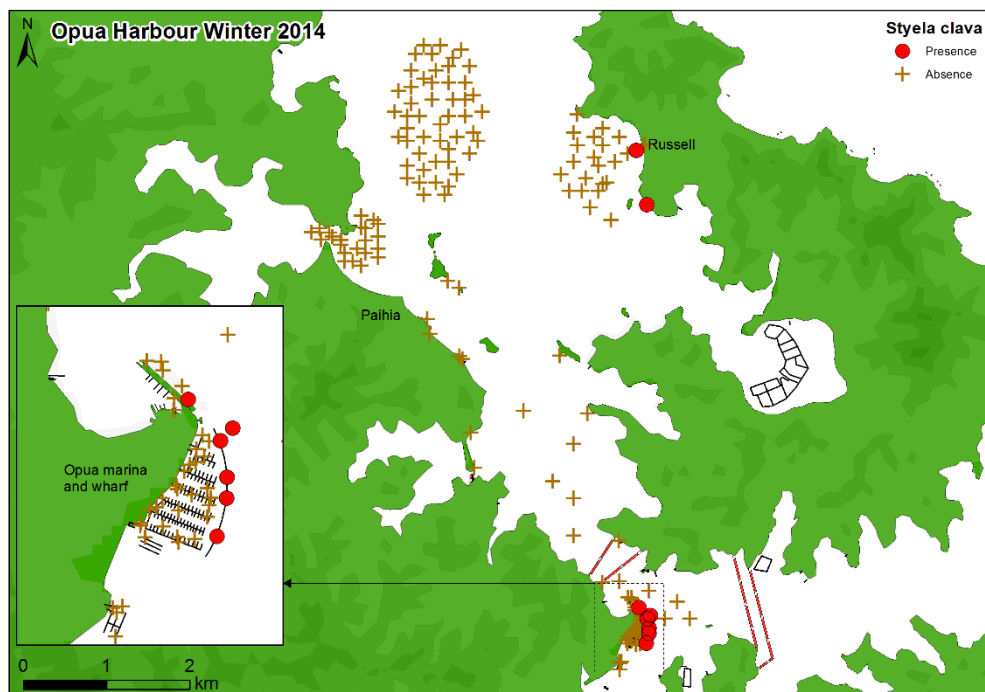 N
Opua Harbour Winter 2014
Styela clava
Presence
Absence
Russell
Paihia
Opua marina
and wharf
0 1 2
km